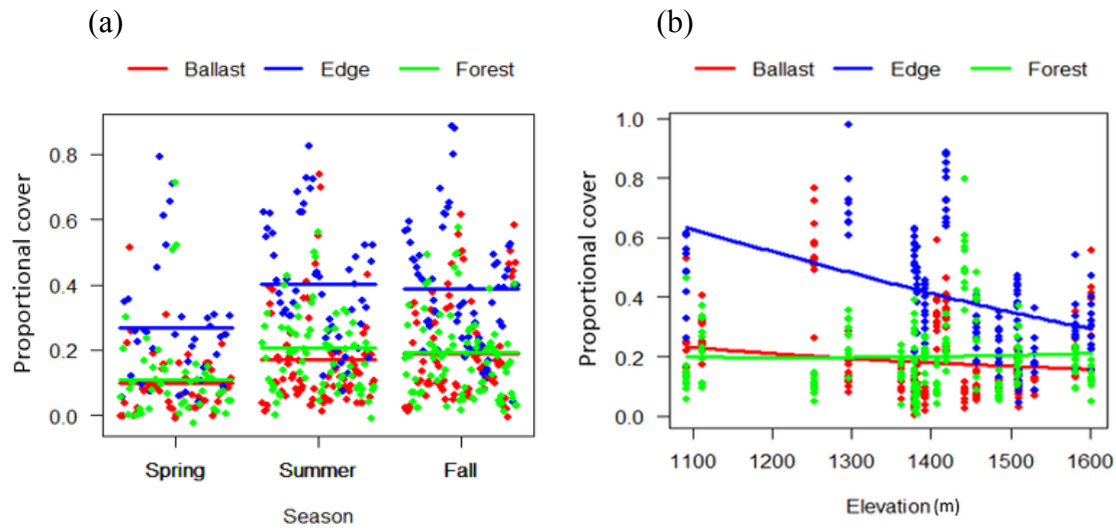 (a)
Ballast Edge Forest
Proportional cover
0.8
0.6
0.4
0.2
0.0
Spring Summer Fall
Season
(b)
Ballast Edge Forest
Proportional cover
1.0
0.8
0.6
0.4
0.2
0.0
1100 1200 1300 1400 1500 1600
Elevation (m)